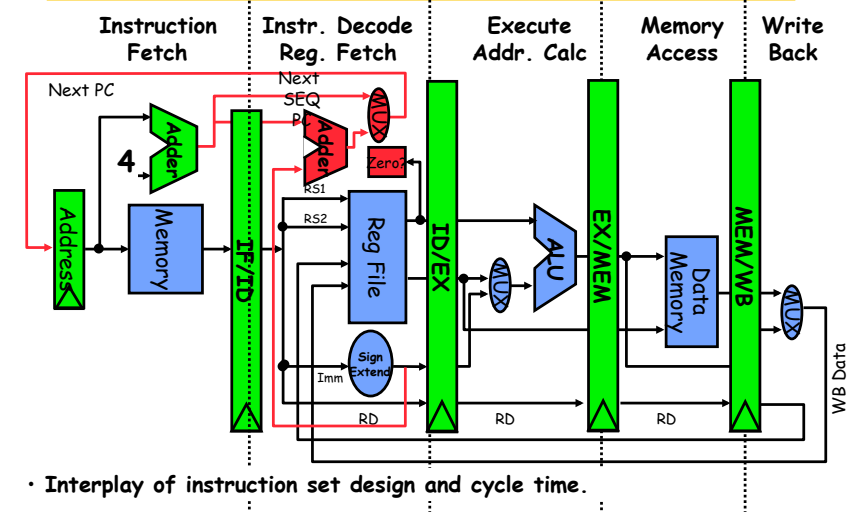 Instruction
Fetch
Instr. Decode
Reg. Fetch
Execute
Addr. Calc
Memory
Access
Write
Back
Next PC
Next
SEQ
PC
MUX
Adder
Adder
4
Zero?
RS1
RS2
Address
Memory
IF/ID
Reg File
ID/EX
MUX
ALU
EX/MEM
Data
Memory
MEM/WB
MUX
Sign
Extend
Imm
RD
RD
RD
WB Data
· Interplay of instruction set design and cycle time.